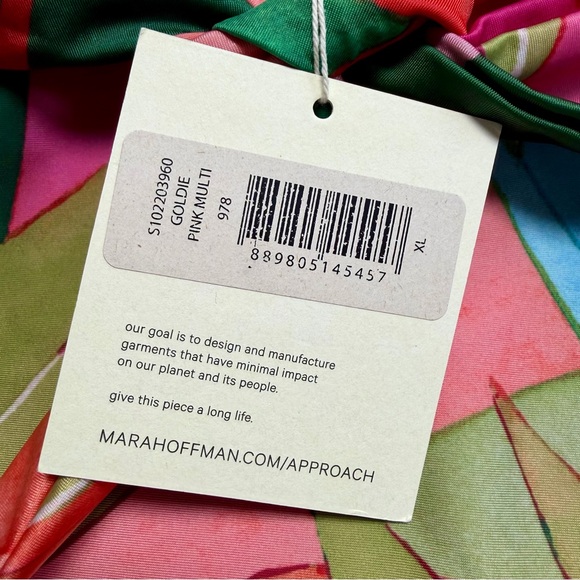 S102203960
GOLDIE
PINK MULTI
978
889805145457
XL
our goal is to design and manufacture
garments that have minimal impact
on our planet and its people.
give this piece a long life.
MARAHOFFMAN.COM/APPROACH